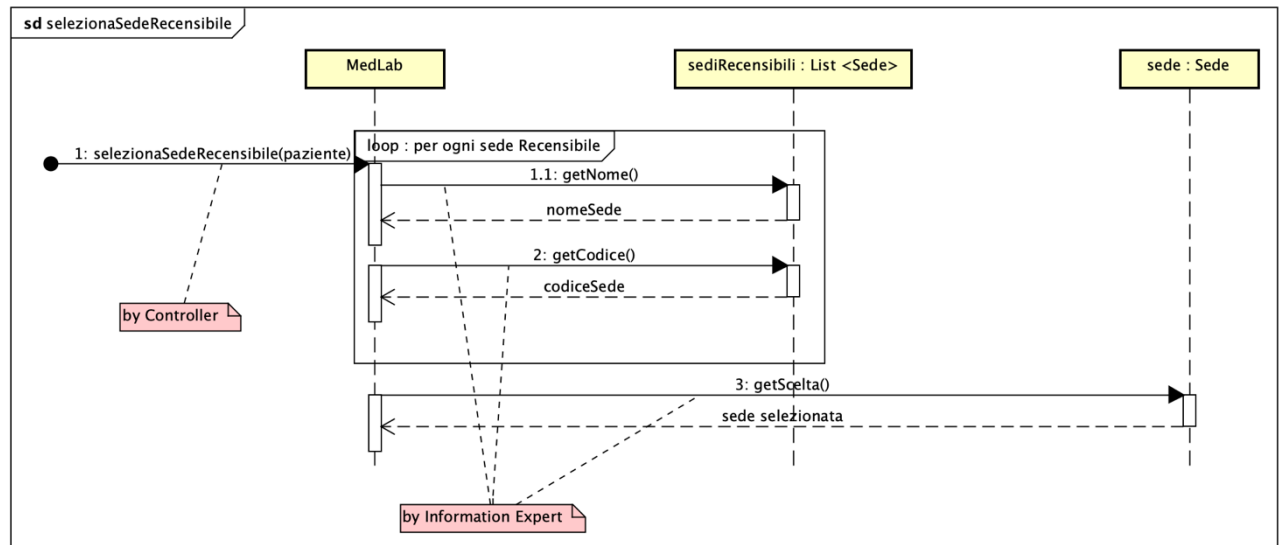 sd selezionaSedeRecensibile
MedLab
sediRecensibili : List <Sede>
sede : Sede
loop : per ogni sede Recensibile
1: selezionaSedeRecensibile(paziente)
1.1: getNome()
nomeSede
2: getCodice()
codiceSede
by Controller
3: getScelta()
sede selezionata
by Information Expert